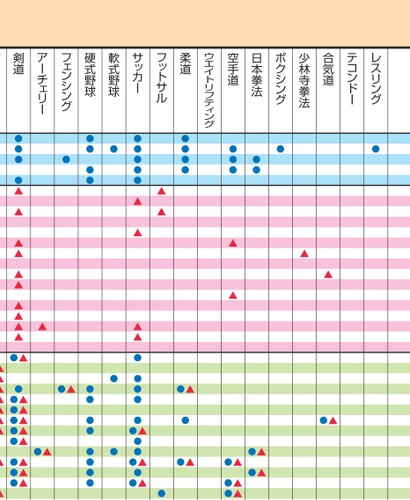 剣道
アーチェリー
フェンシング
硬式野球
軟式野球
サッカー
フットサル
柔道
ウエイトリフティング
空手道
日本拳法
ボクシング
少林寺拳法
合気道
テコンドー
レスリング